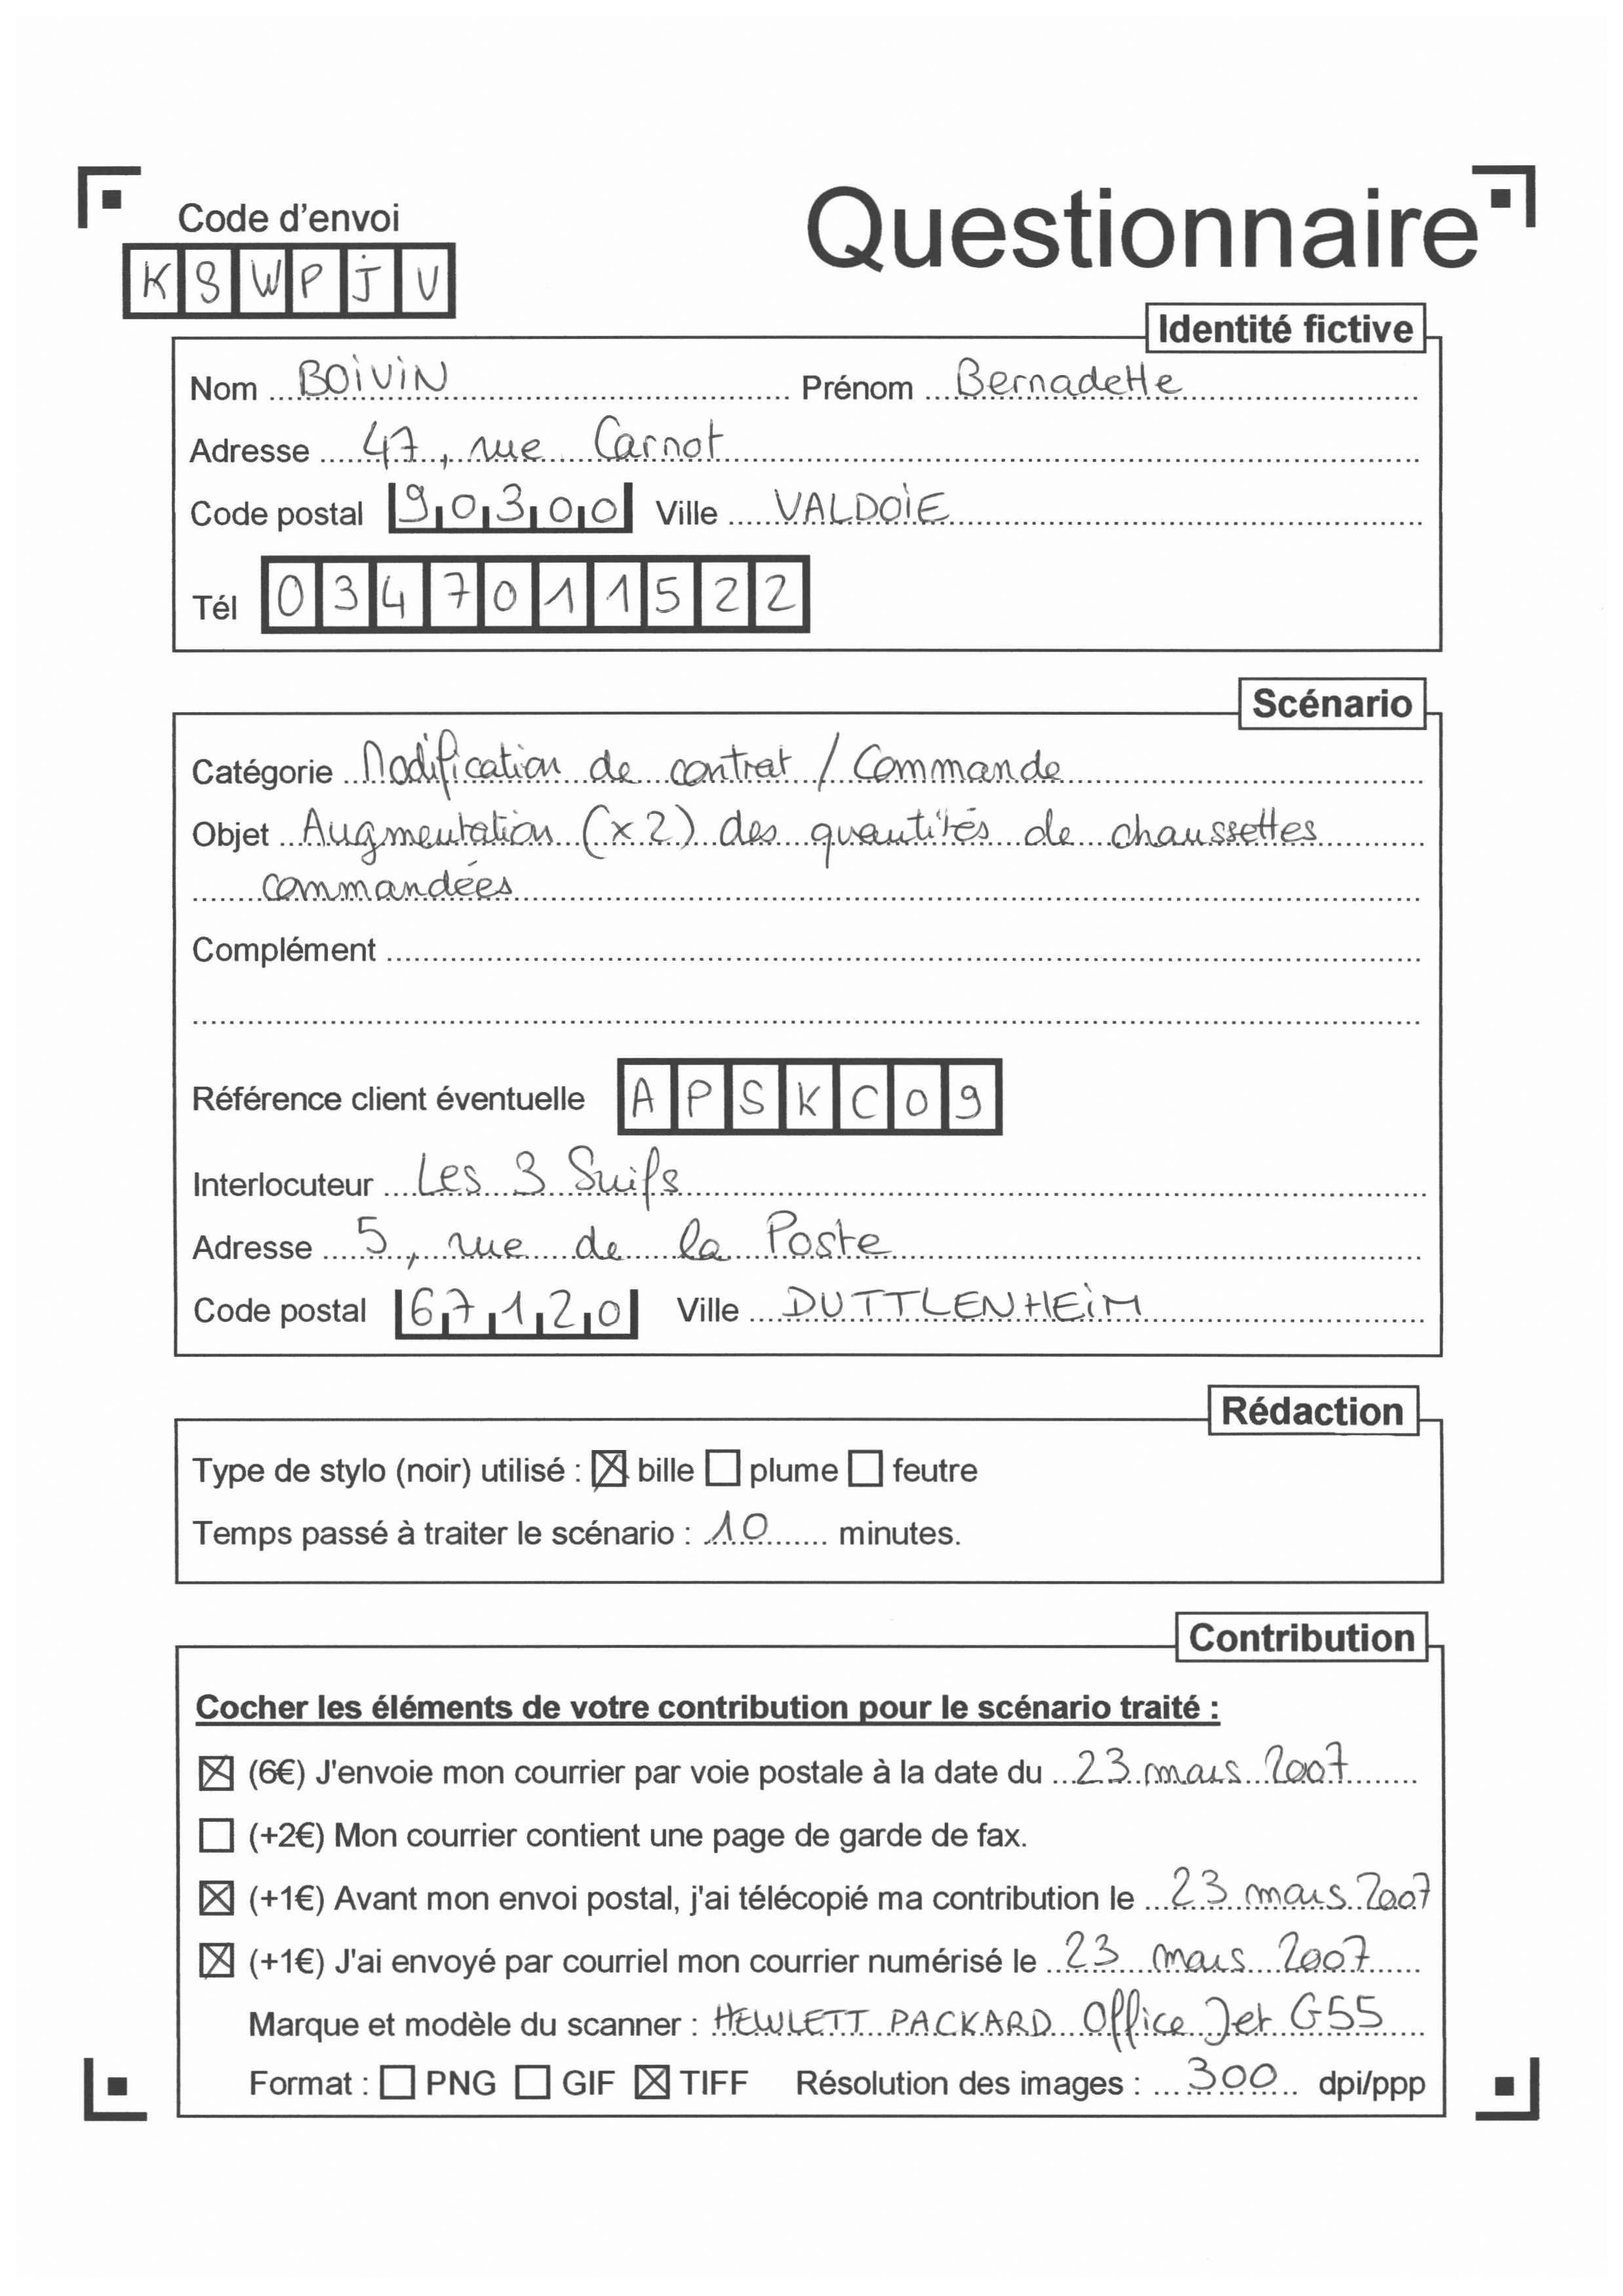 Code d'envoi
Questionnaire
K S W P J V
Identité fictive
Nom BOIVIN Prénom Bernadette
Adresse 47, rue Carnot
Code postal 90300 Ville VALDOIE
Tél 0347011522
Scénario
Catégorie Modification de contrat / Commande
Objet Augmentation (x2) des quantités de chaussettes
commandées
Complément
Référence client éventuelle APSKC09
Interlocuteur Les 3 Suifs
Adresse 5, rue de la Poste
Code postal 67120 Ville DUTTLENHEIM
Rédaction
Type de stylo (noir) utilisé : ☒ bille ☐ plume ☐ feutre
Temps passé à traiter le scénario : 10 minutes.
Contribution
Cocher les éléments de votre contribution pour le scénario traité :
☒ (6€) J'envoie mon courrier par voie postale à la date du 23 mars 2007
☐ (+2€) Mon courrier contient une page de garde de fax.
☒ (+1€) Avant mon envoi postal, j'ai télécopié ma contribution le 23 mars 2007
☒ (+1€) J'ai envoyé par courriel mon courrier numérisé le 23 mars 2007
Marque et modèle du scanner : HEWLETT PACKARD Office Jet G55
Format : ☐ PNG ☐ GIF ☒ TIFF Résolution des images : 300 dpi/ppp